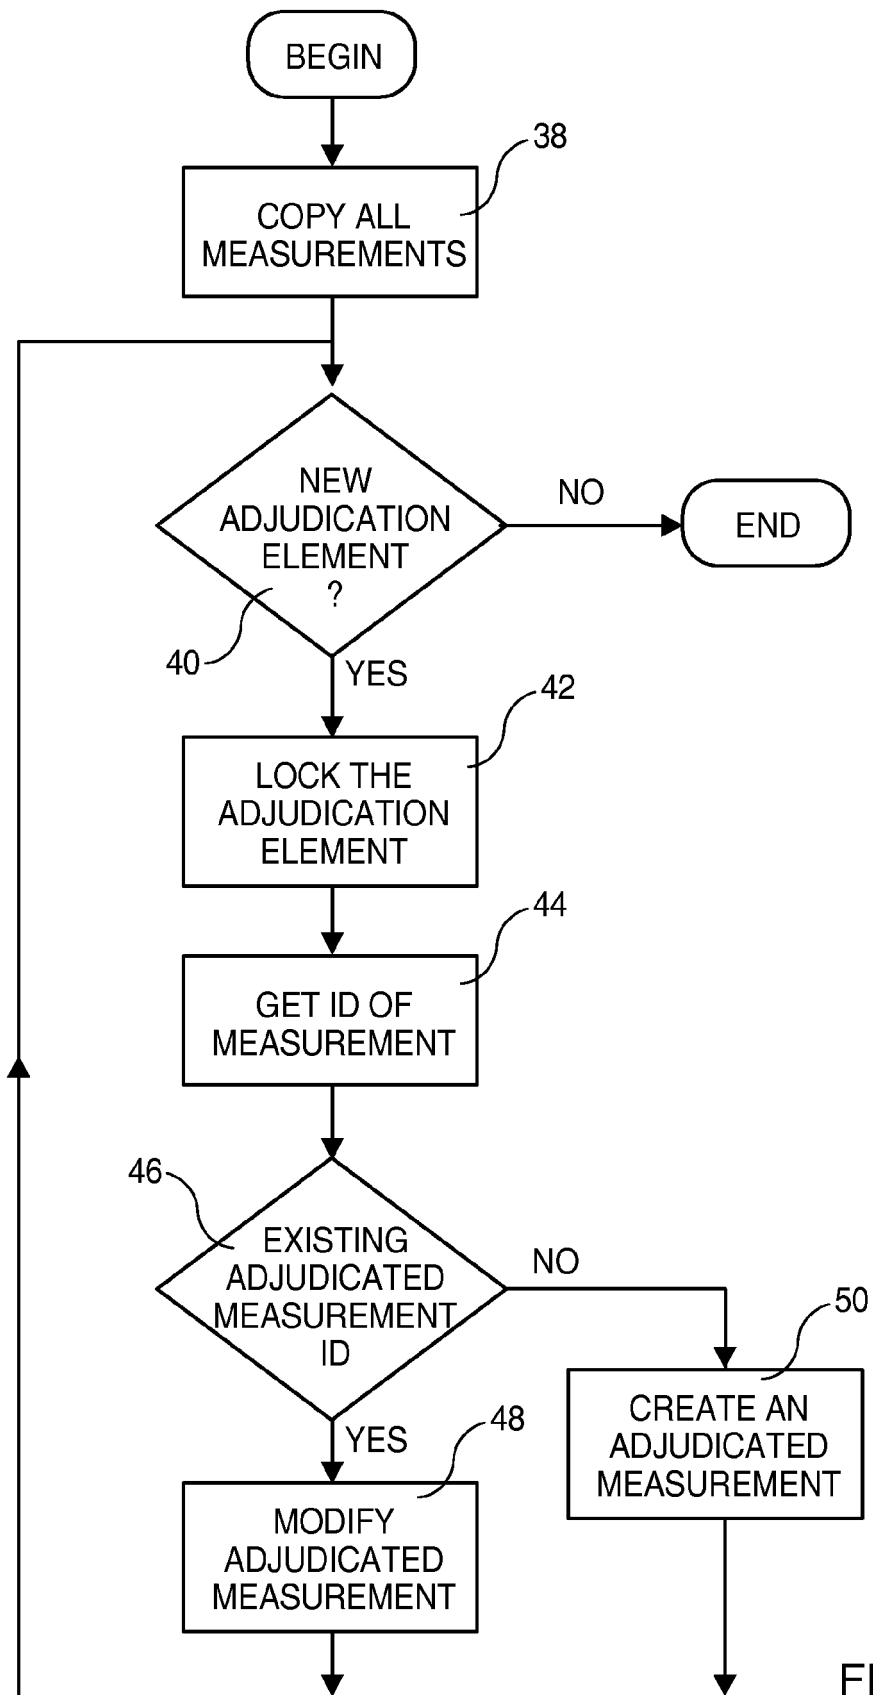 BEGIN
38
COPY ALL
MEASUREMENTS
NEW
ADJUDICATION
ELEMENT
?
NO
END
40
YES
42
LOCK THE
ADJUDICATION
ELEMENT
44
GET ID OF
MEASUREMENT
46
EXISTING
ADJUDICATED
MEASUREMENT
ID
NO
50
CREATE AN
ADJUDICATED
MEASUREMENT
YES
48
MODIFY
ADJUDICATED
MEASUREMENT